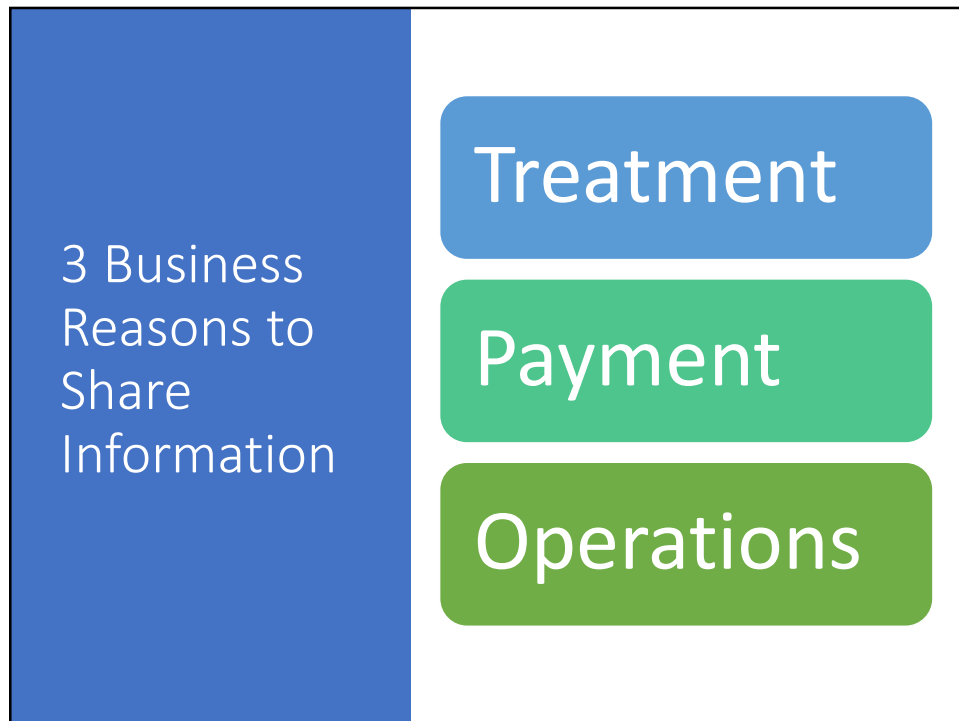 3 Business
Reasons to
Share
Information
Treatment
Payment
Operations